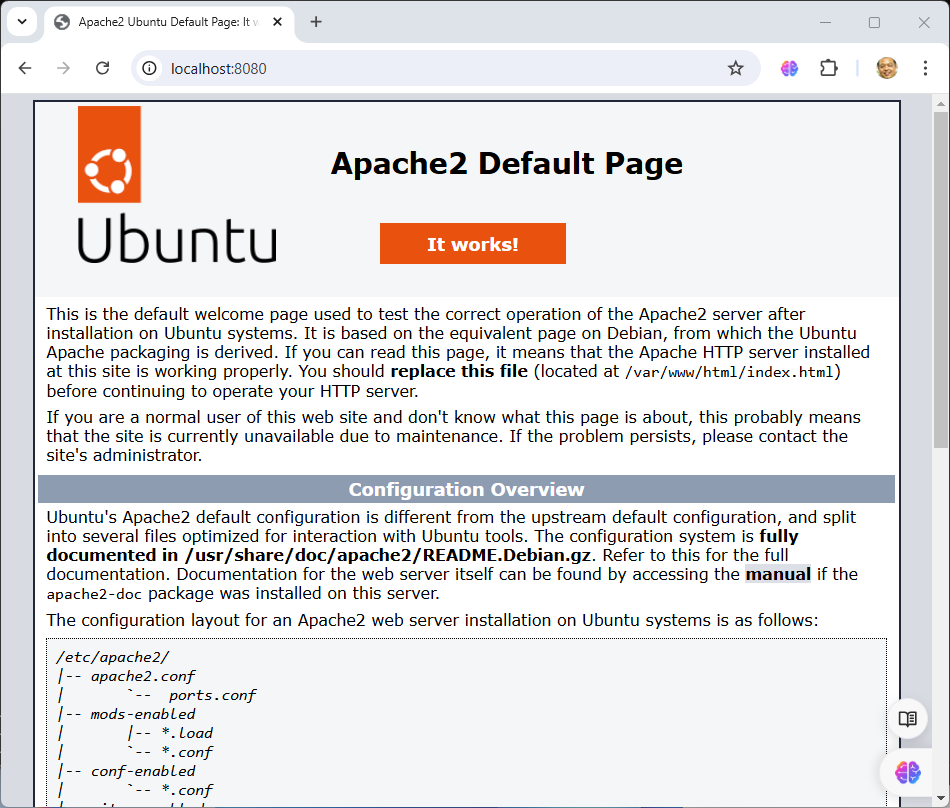 Apache2 Ubuntu Default Page: It w
localhost:8080
Apache2 Default Page
Ubuntu
It works!
This is the default welcome page used to test the correct operation of the Apache2 server after
installation on Ubuntu systems. It is based on the equivalent page on Debian, from which the Ubuntu
Apache packaging is derived. If you can read this page, it means that the Apache HTTP server installed
at this site is working properly. You should replace this file (located at /var/www/html/index.html)
before continuing to operate your HTTP server.
If you are a normal user of this web site and don't know what this page is about, this probably means
that the site is currently unavailable due to maintenance. If the problem persists, please contact the
site's administrator.
Configuration Overview
Ubuntu's Apache2 default configuration is different from the upstream default configuration, and split
into several files optimized for interaction with Ubuntu tools. The configuration system is fully
documented in /usr/share/doc/apache2/README.Debian.gz. Refer to this for the full
documentation. Documentation for the web server itself can be found by accessing the manual if the
apache2-doc package was installed on this server.
The configuration layout for an Apache2 web server installation on Ubuntu systems is as follows:
/etc/apache2/
|-- apache2.conf
|       `--  ports.conf
|-- mods-enabled
|       |-- *.load
|       `-- *.conf
|-- conf-enabled
|       `-- *.conf